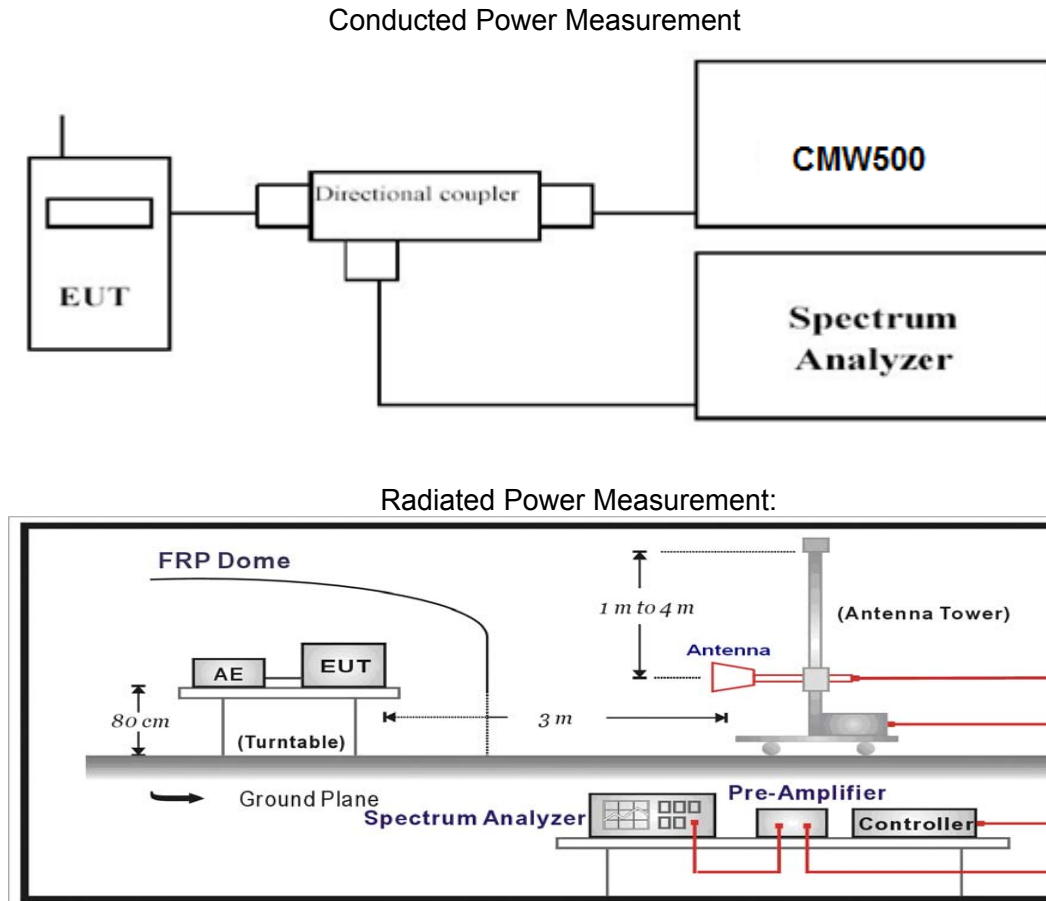 Conducted Power Measurement
CMW500
Directional coupler
EUT
Spectrum
Analyzer
Radiated Power Measurement:
FRP Dome
1 m to 4 m
(Antenna Tower)
Antenna
AE
EUT
80 cm
3 m
(Turntable)
Ground Plane
Spectrum Analyzer
Pre-Amplifier
Controller